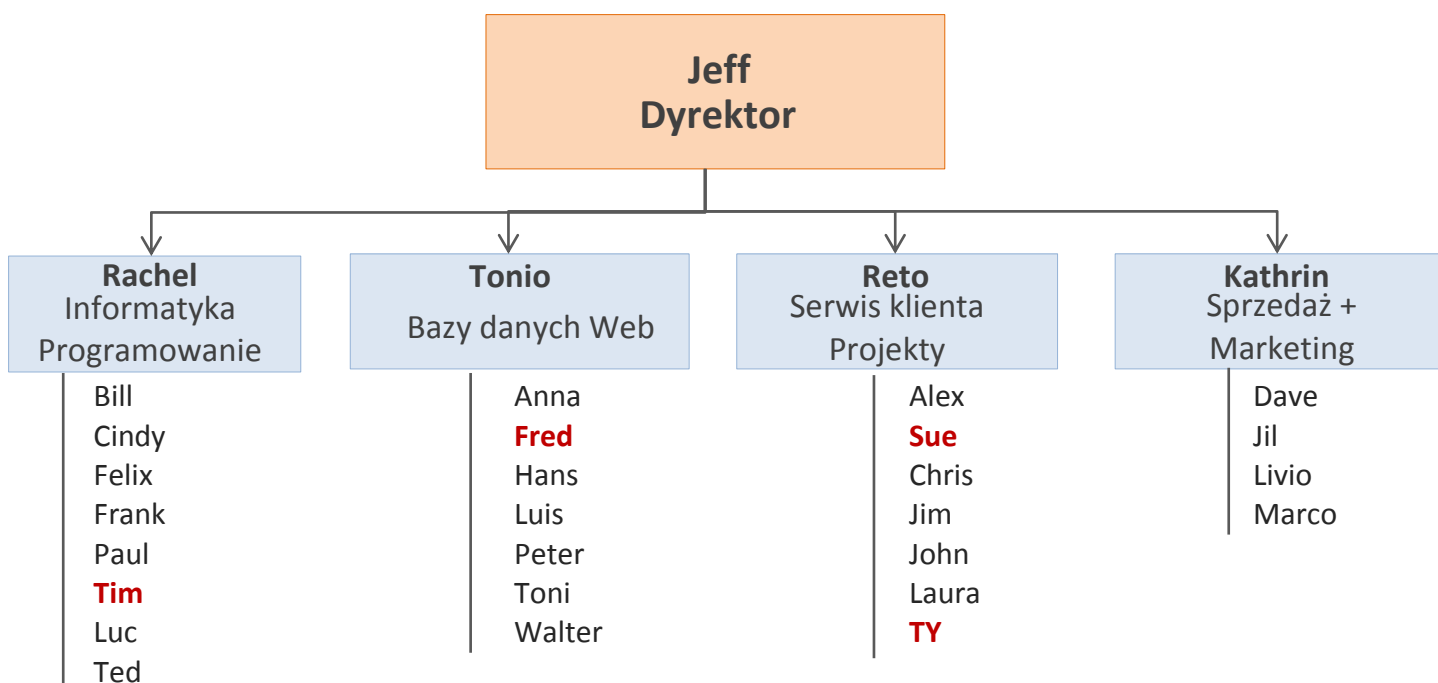 Jeff
Dyrektor
Rachel
Informatyka
Programowanie
Bill
Cindy
Felix
Frank
Paul
Tim
Luc
Ted
Tonio
Bazy danych Web
Anna
Fred
Hans
Luis
Peter
Toni
Walter
Reto
Serwis klienta
Projekty
Alex
Sue
Chris
Jim
John
Laura
TY
Kathrin
Sprzedaż +
Marketing
Dave
Jil
Livio
Marco